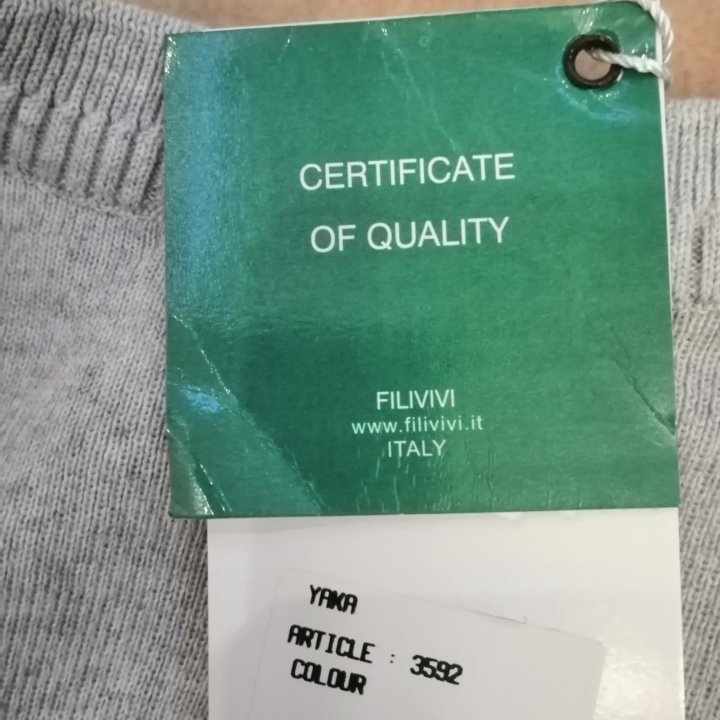 CERTIFICATE
OF QUALITY
FILIVIVI
www.filivivi.it
ITALY
YAKA
ARTICLE : 3592
COLOUR